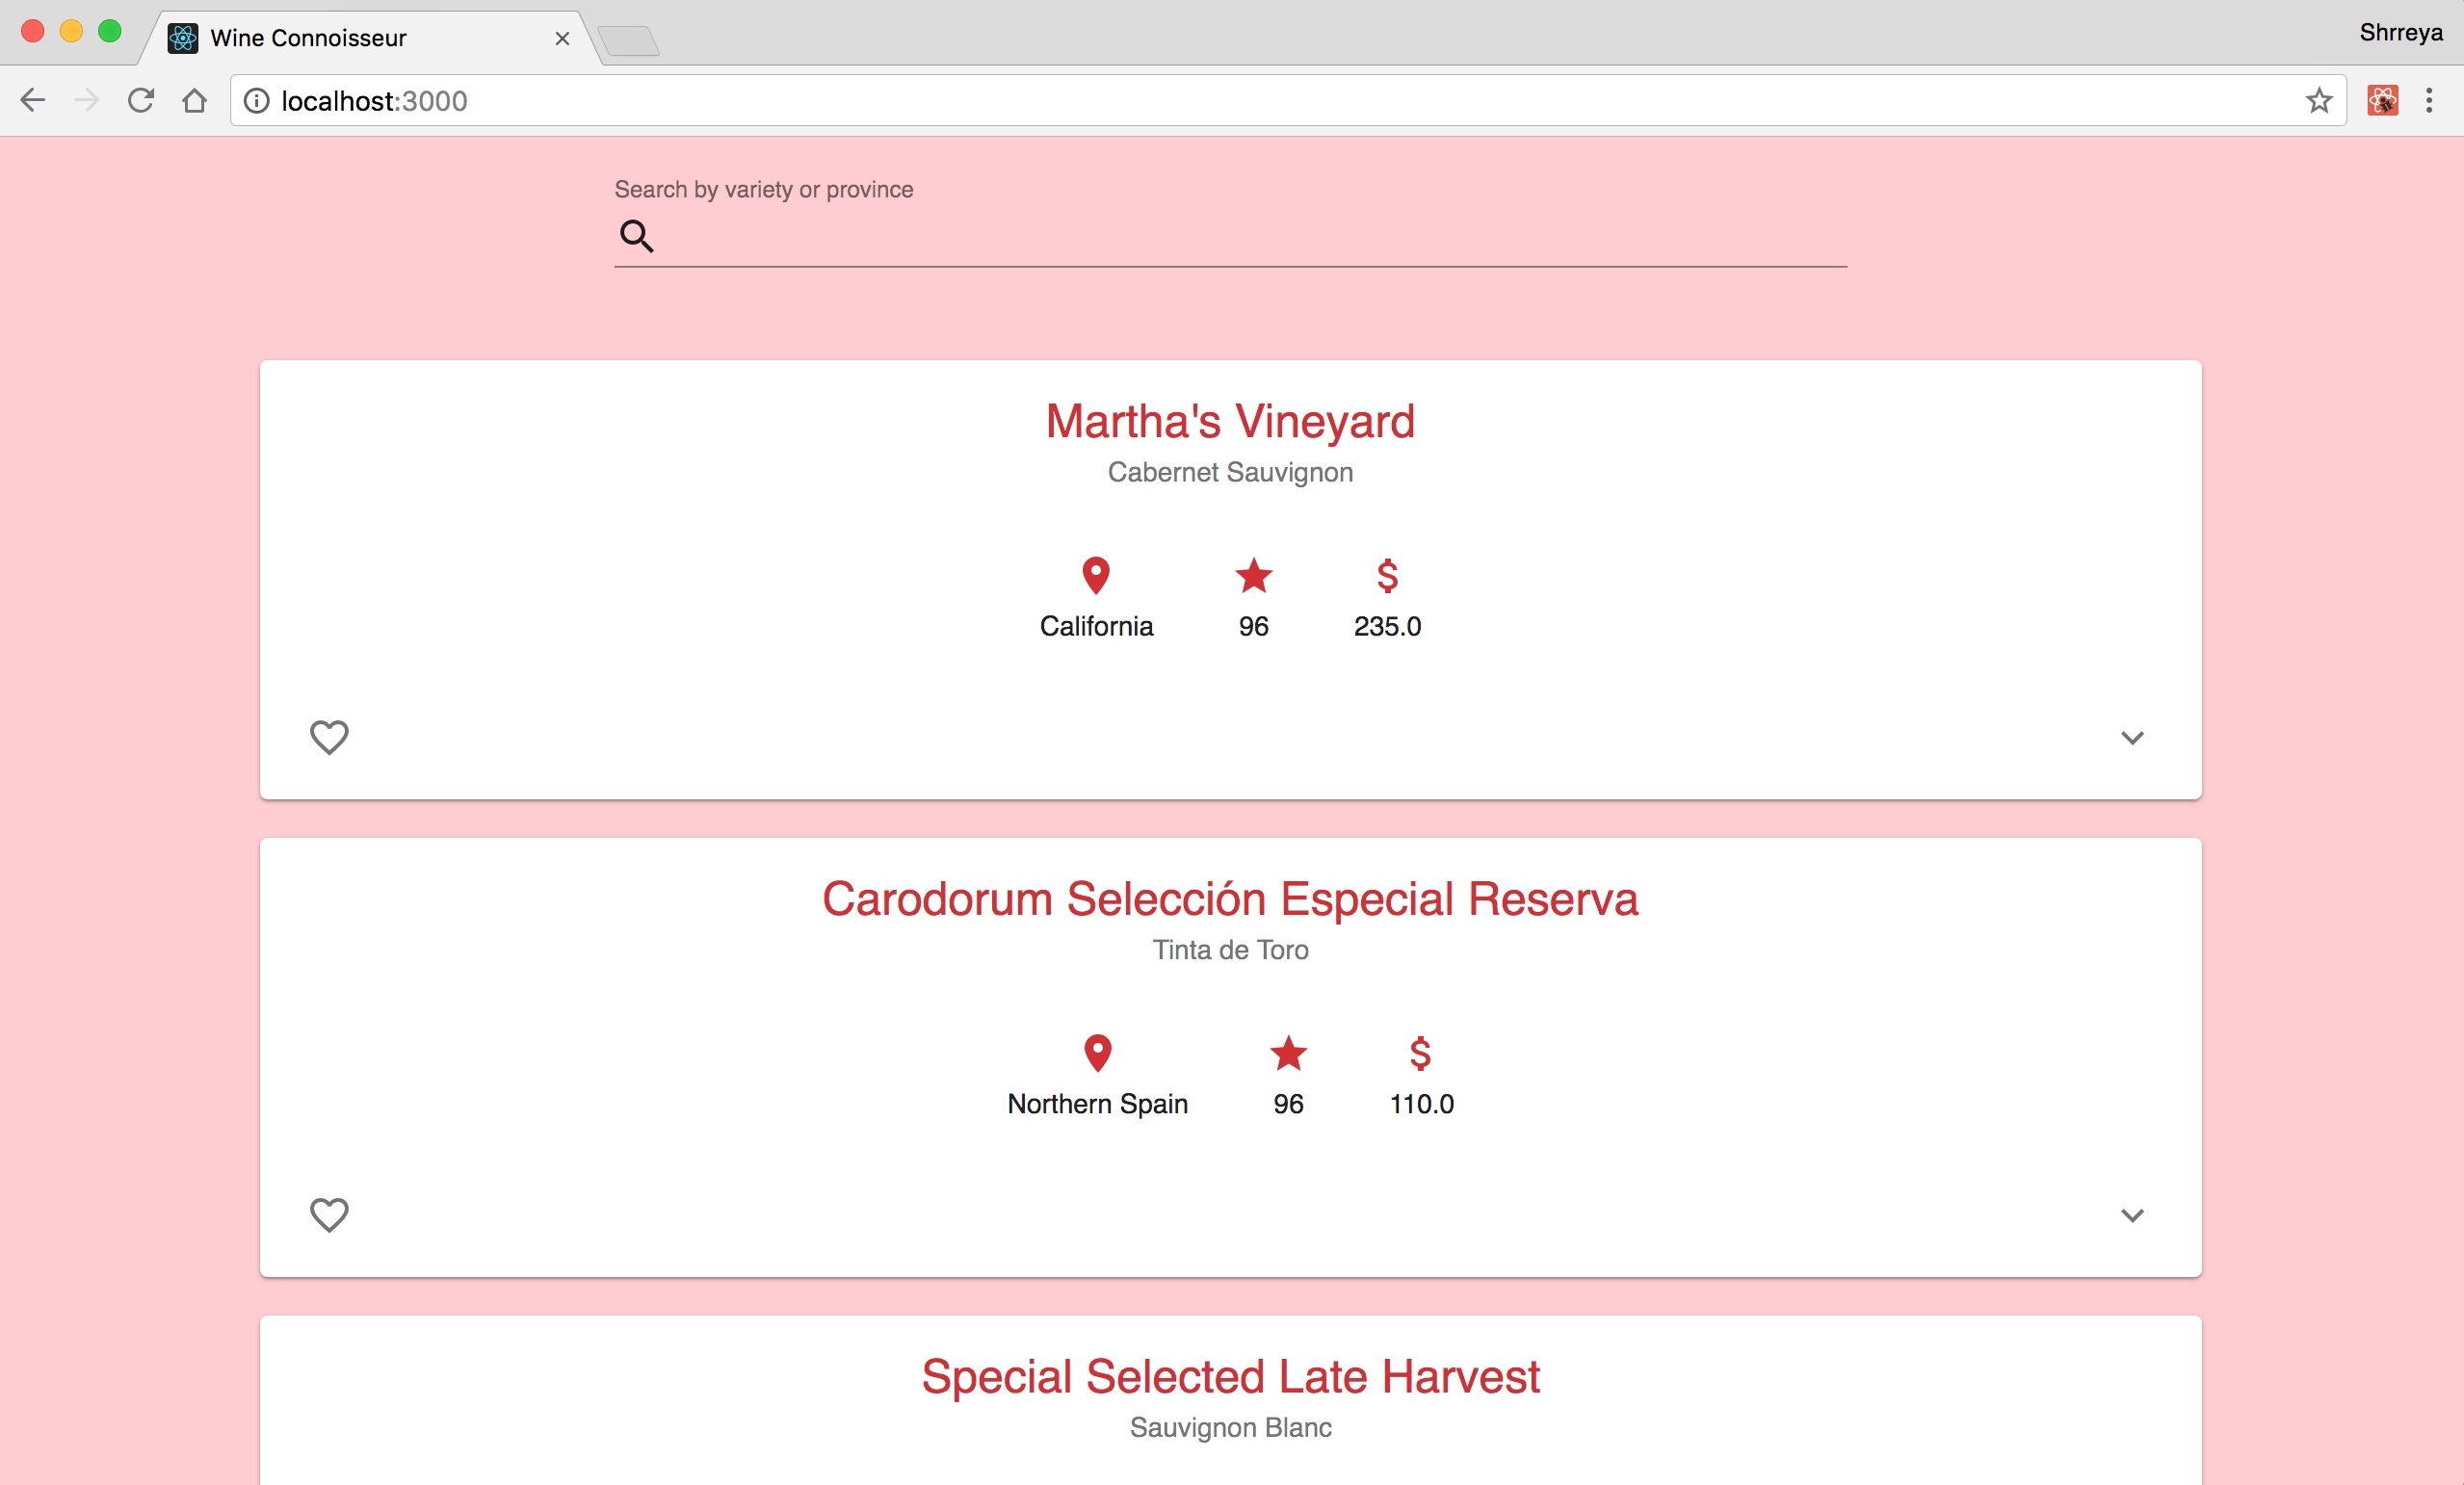 Wine Connoisseur
Shrreya
localhost:3000
Search by variety or province
Martha's Vineyard
Cabernet Sauvignon
$
California 96 235.0
Carodorum Selección Especial Reserva
Tinta de Toro
$
Northern Spain 96 110.0
Special Selected Late Harvest
Sauvignon Blanc